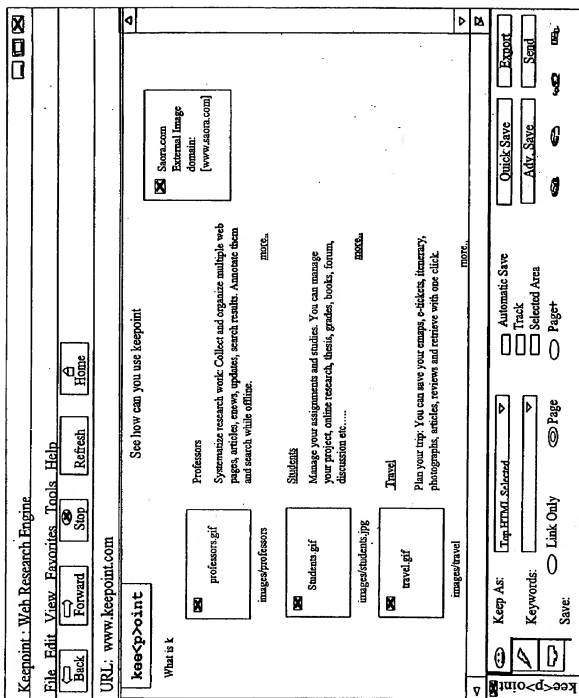 Keepoint · Web Research Engine
File Edit View Favorites Tools Help
Back Forward Stop Refresh Home
URL: www.keepoint.com
kee<p>oint
See how can you use keepoint
What is k
professors.gif
images/professors
Professors
Systemarize research work: Collect and organize multiple web
pages, articles, enews, updates, search results. Annotate them
and search while offline.
more..
Saora.com
External Image
domain:
[www.saora.com]
Students.gif
images/students.jpg
Students
Manage your assignments and studies. You can manage
your project, online research, thesis, grades, books, forum,
discussion etc.....
more..
travel.gif
images/travel
Travel
Plan your trip: You can save your emaps, e-tickets, itenerary,
photographs, articles, reviews and retrieve with one click.
more..
kee<p>oint
Keep As: Top HTML Selected
Keywords:
Save: Link Only Page Page+
Automatic Save
Track
Selected Area
Quick Save Export
Adv. Save Send